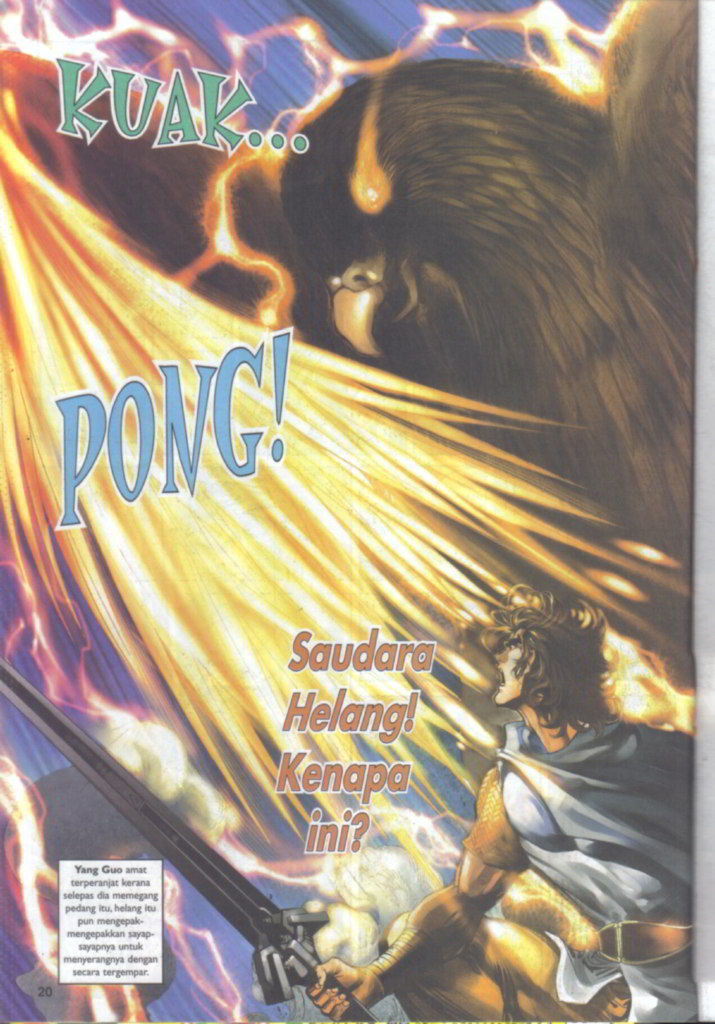 KUAK...
PONG!
Saudara
Helang!
Kenapa
ini?
Yang Guo amat
terperanjat kerana
selepas dia memegang
pedang itu, helang itu
pun mengepak-
mengepakkan sayap-
sayapnya untuk
menyerangnya dengan
secara tergempar.
20